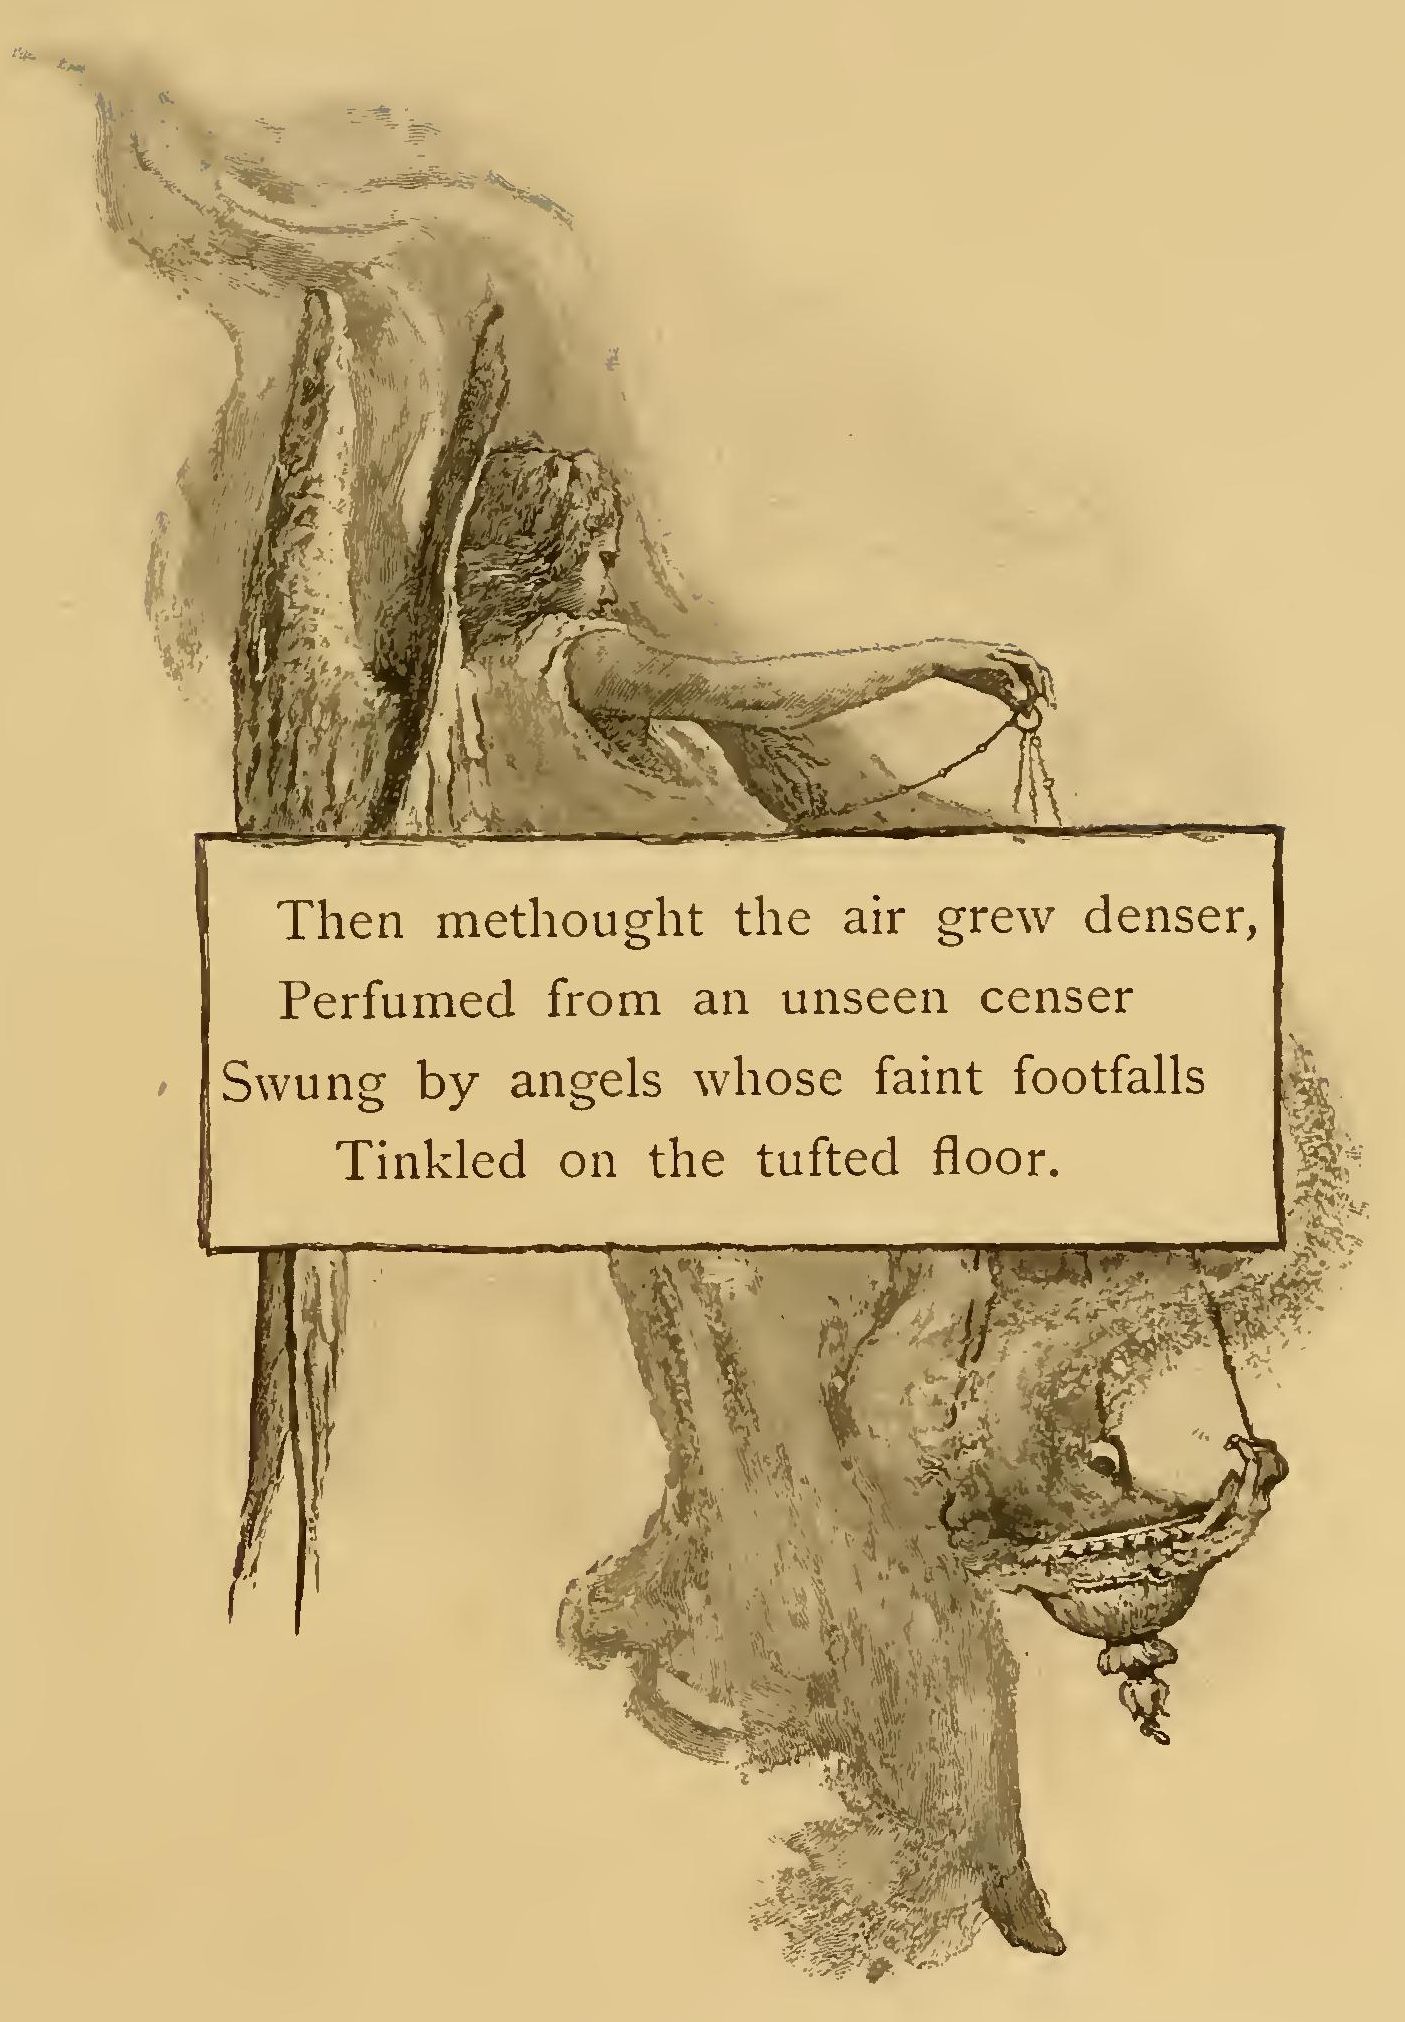 Then methought the air grew denser,
Perfumed from an unseen censer
Swung by angels whose faint footfalls
Tinkled on the tufted floor.